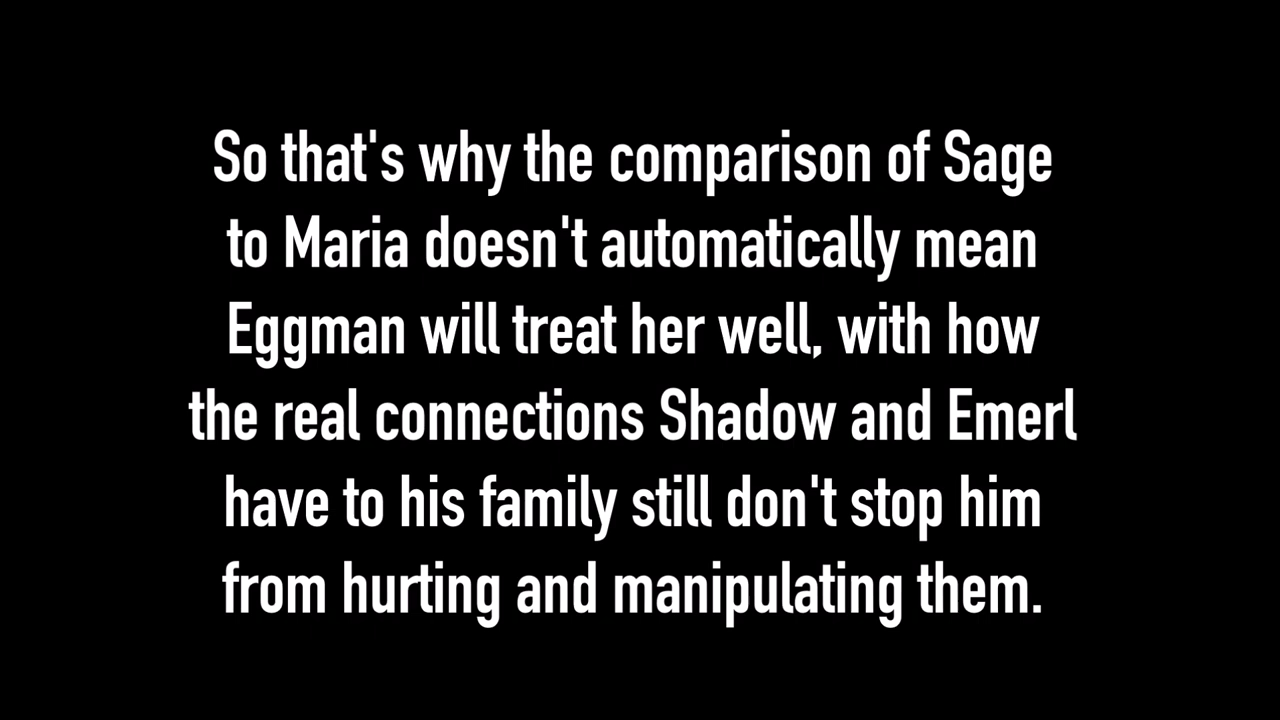 So that's why the comparison of Sage
to Maria doesn't automatically mean
Eggman will treat her well, with how
the real connections Shadow and Emerl
have to his family still don't stop him
from hurting and manipulating them.